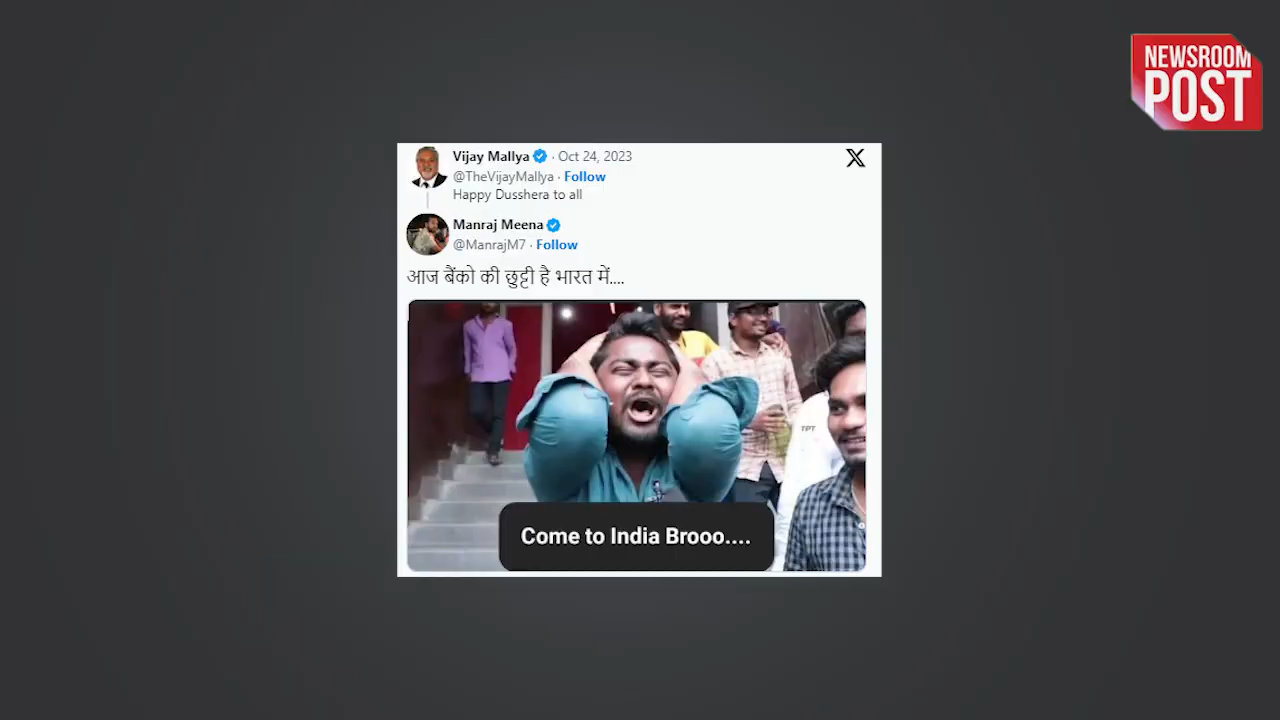 NEWSROOM
POST
Vijay Mallya · Oct 24, 2023
@TheVijayMallya · Follow
Happy Dusshera to all
Manraj Meena
@ManrajM7 · Follow
आज बैंको की छुट्टी है भारत में....
TPT
Come to India Brooo....